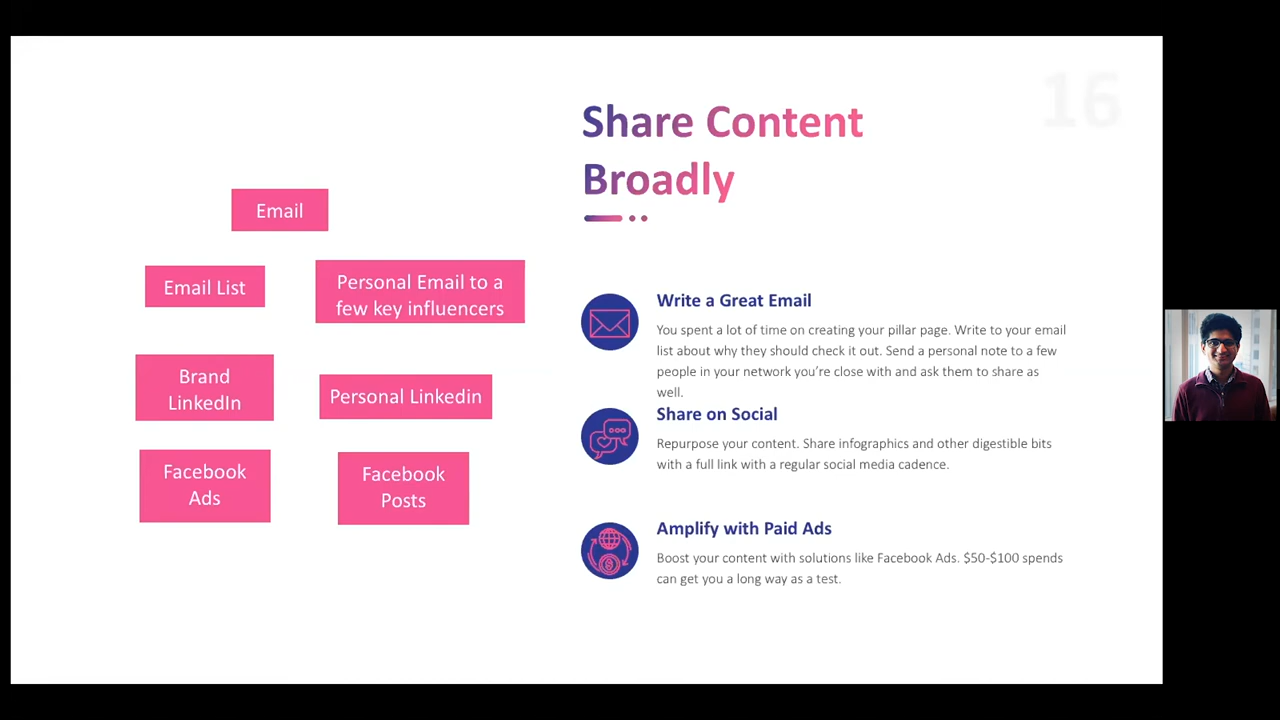 16
Share Content
Broadly
Email
Email List
Personal Email to a
few key influencers
Brand
LinkedIn
Personal Linkedin
Facebook
Ads
Facebook
Posts
Write a Great Email
You spent a lot of time on creating your pillar page. Write to your email
list about why they should check it out. Send a personal note to a few
people in your network you’re close with and ask them to share as
well.
Share on Social
Repurpose your content. Share infographics and other digestible bits
with a full link with a regular social media cadence.
Amplify with Paid Ads
Boost your content with solutions like Facebook Ads. $50-$100 spends
can get you a long way as a test.